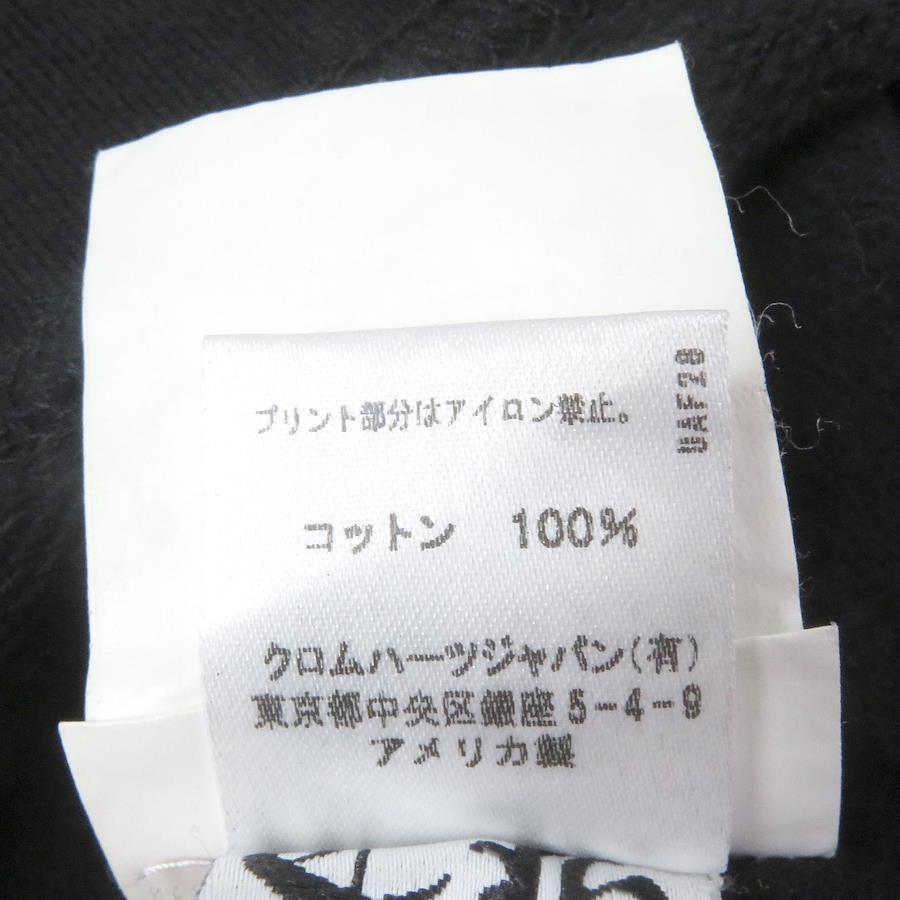 プリント部分はアイロン禁止。
UAF20
コットン 100%
クロムハーツジャパン(有)
東京都中央区銀座5-4-9
アメリカ製